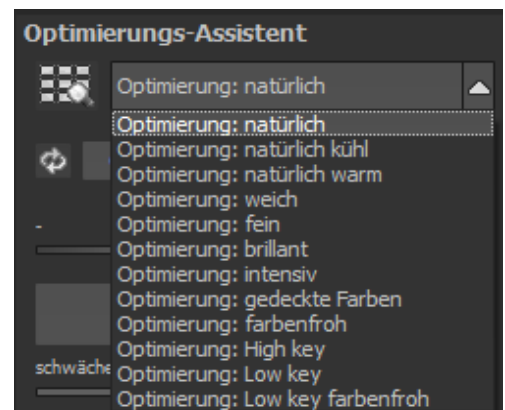 Optimierungs-Assistent
Optimierung: natürlich
Optimierung: natürlich
Optimierung: natürlich kühl
Optimierung: natürlich warm
Optimierung: weich
-
Optimierung: fein
Optimierung: brillant
Optimierung: intensiv
Optimierung: gedeckte Farben
Optimierung: farbenfroh
Optimierung: High key
schwäche
Optimierung: Low key
Optimierung: Low key farbenfroh